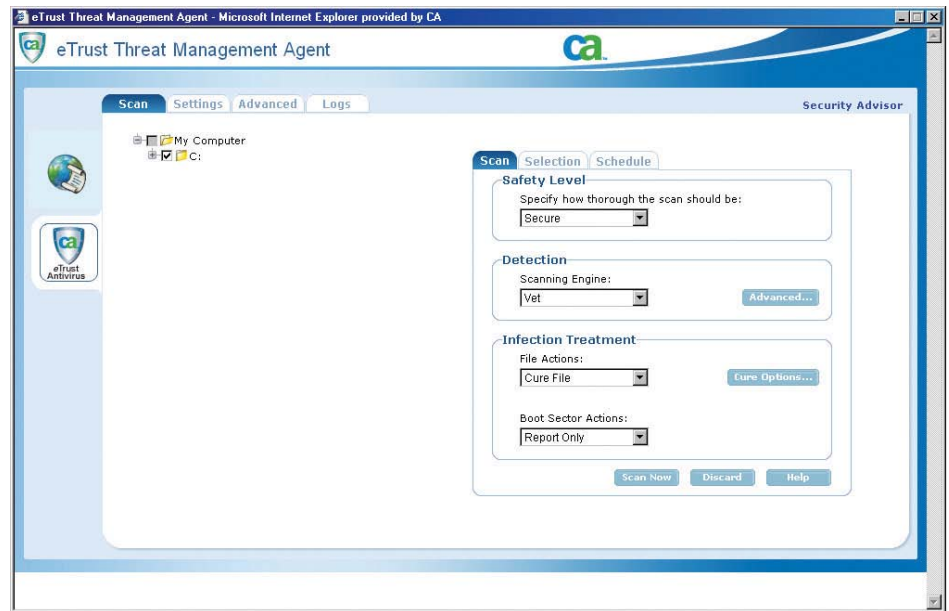 eTrust Threat Management Agent - Microsoft Internet Explorer provided by CA
ca
eTrust Threat Management Agent
ca
Scan Settings Advanced Logs
Security Advisor
My Computer
C:
Scan Selection Schedule
Safety Level
Specify how thorough the scan should be:
Secure
ca
eTrust
Antivirus
Detection
Scanning Engine:
Vet
Advanced...
Infection Treatment
File Actions:
Cure File
Cure Options...
Boot Sector Actions:
Report Only
Scan Now Discard Help